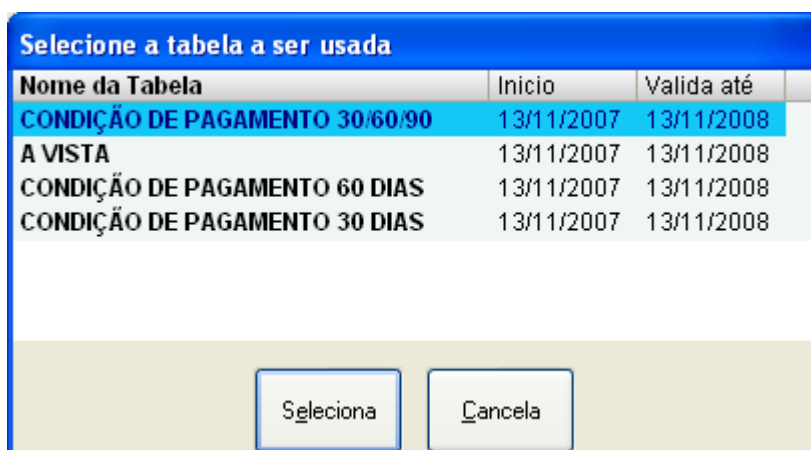 Selecione a tabela a ser usada
Nome da Tabela Inicio Valida até
CONDIÇÃO DE PAGAMENTO 30/60/90 13/11/2007 13/11/2008
A VISTA 13/11/2007 13/11/2008
CONDIÇÃO DE PAGAMENTO 60 DIAS 13/11/2007 13/11/2008
CONDIÇÃO DE PAGAMENTO 30 DIAS 13/11/2007 13/11/2008
Seleciona Cancela